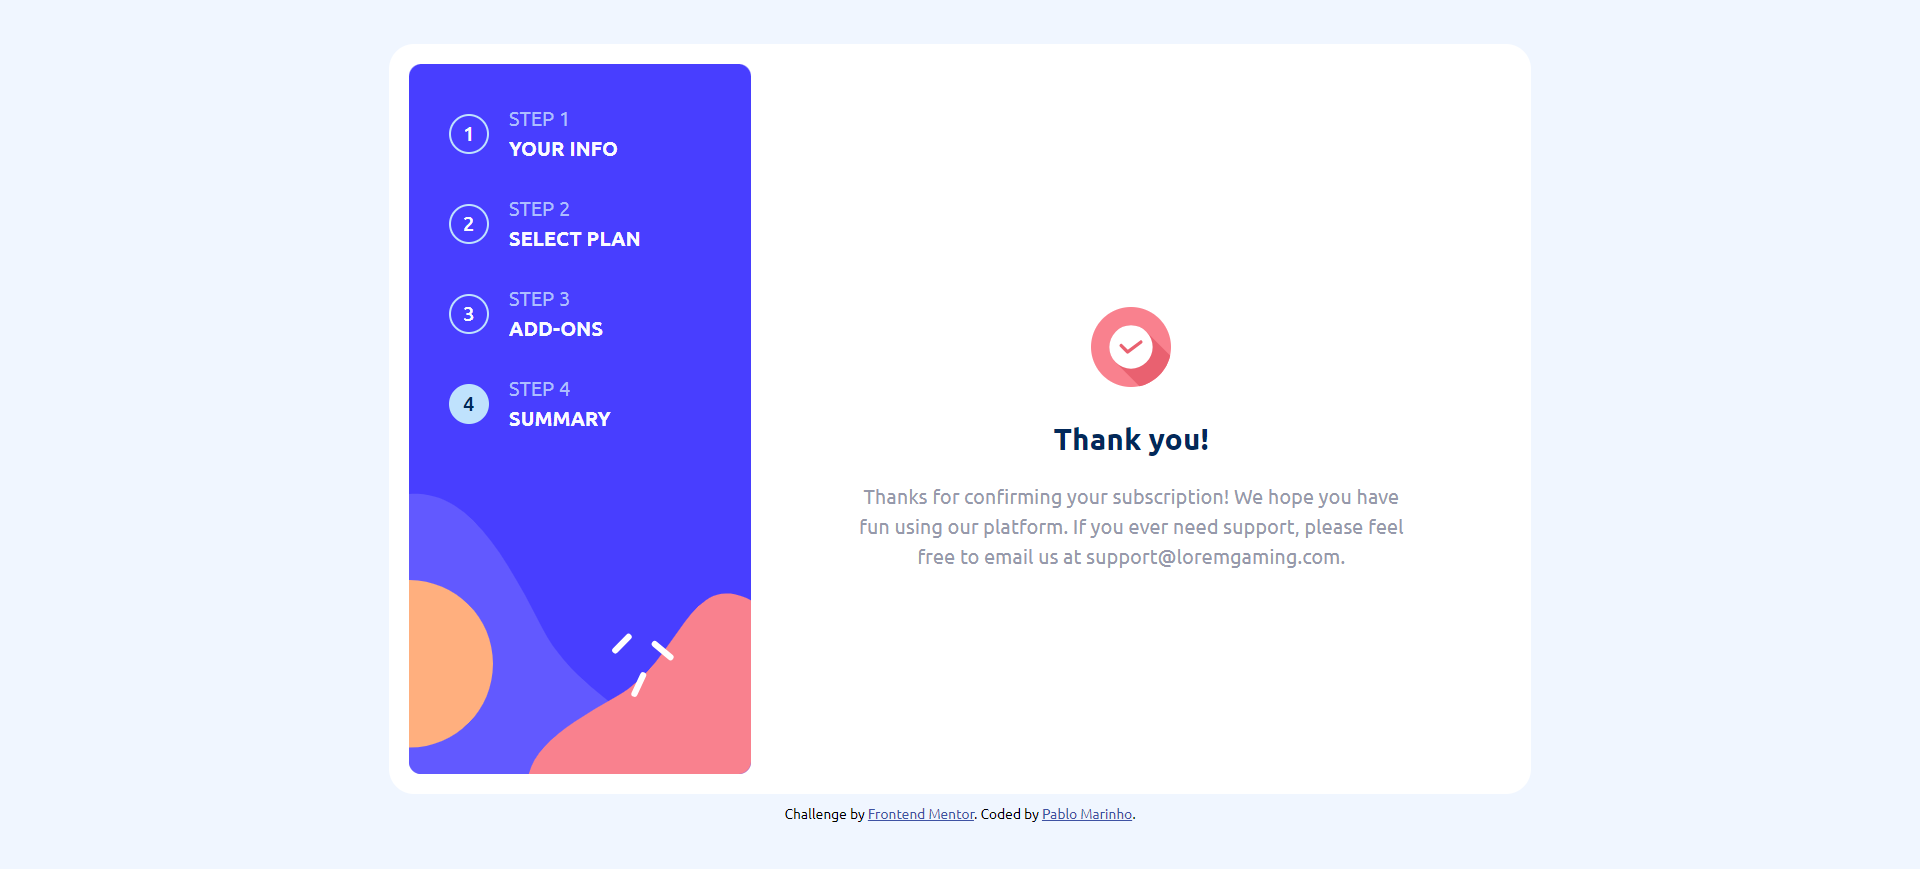 1
STEP 1
YOUR INFO
2
STEP 2
SELECT PLAN
3
STEP 3
ADD-ONS
4
STEP 4
SUMMARY
Thank you!
Thanks for confirming your subscription! We hope you have
fun using our platform. If you ever need support, please feel
free to email us at support@loremgaming.com.
Challenge by Frontend Mentor. Coded by Pablo Marinho.